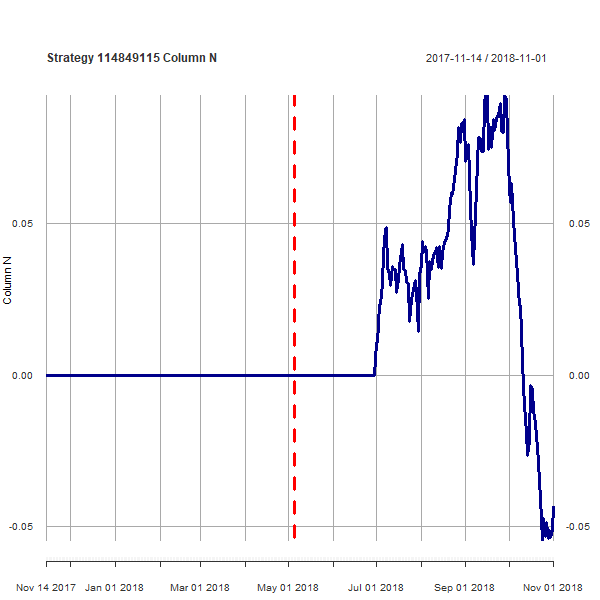 Strategy 114849115 Column N
2017-11-14 / 2018-11-01
Column N
0.05
0.05
0.00
0.00
-0.05
-0.05
Nov 14 2017
Jan 01 2018
Mar 01 2018
May 01 2018
Jul 01 2018
Sep 01 2018
Nov 01 2018